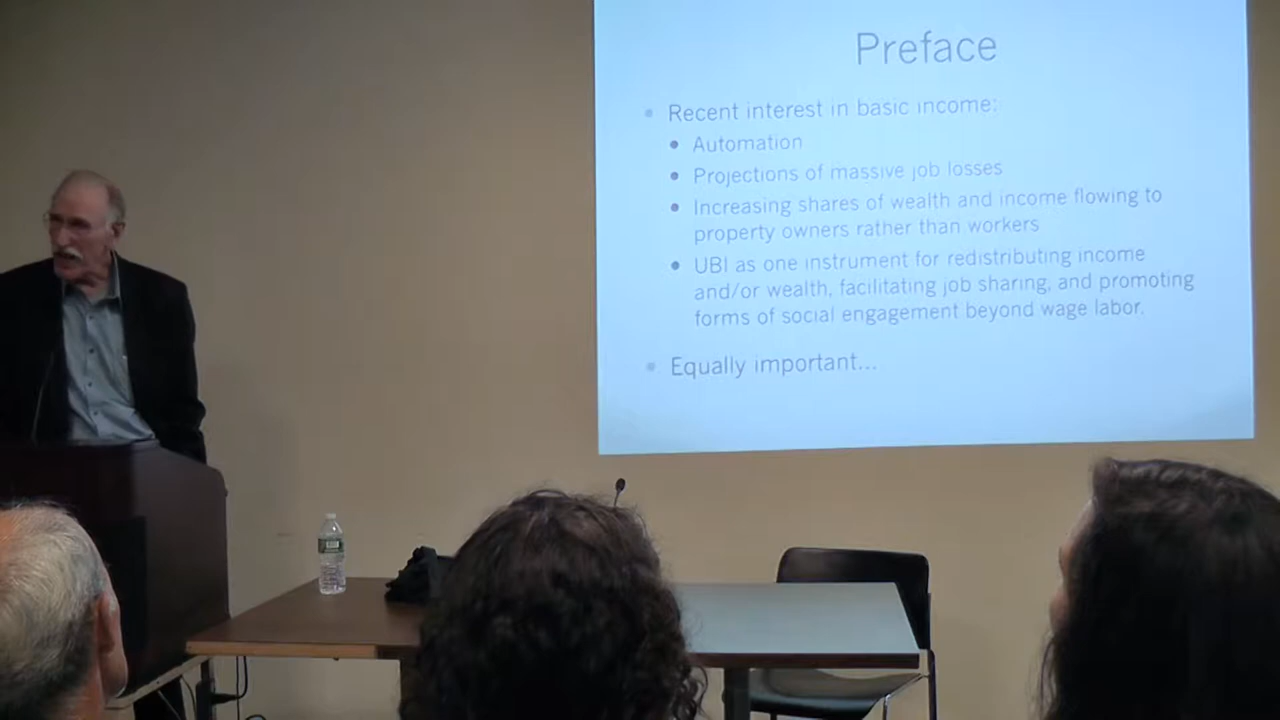 Preface
Recent interest in basic income:
Automation
Projections of massive job losses
Increasing shares of wealth and income flowing to
property owners rather than workers
UBI as one instrument for redistributing income
and/or wealth, facilitating job sharing, and promoting
forms of social engagement beyond wage labor.
Equally important...